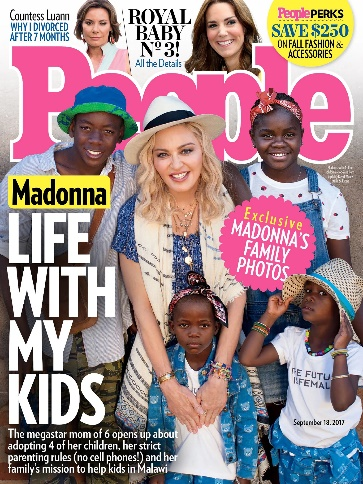 Countess Luann
WHY I DIVORCED
AFTER 7 MONTHS
ROYAL
BABY
Nº 3!
All the Details
PeoplePERKS
SAVE $250
ON FALL FASHION &
ACCESSORIES
People
Madonna
LIFE
WITH
MY
KIDS
Exclusive
MADONNA'S
FAMILY
PHOTOS
The megastar mom of 6 opens up about
adopting 4 of her children, her strict
parenting rules (no cell phones!) and her
family's mission to help kids in Malawi
FUTURE
FEMALE
September 18, 2017